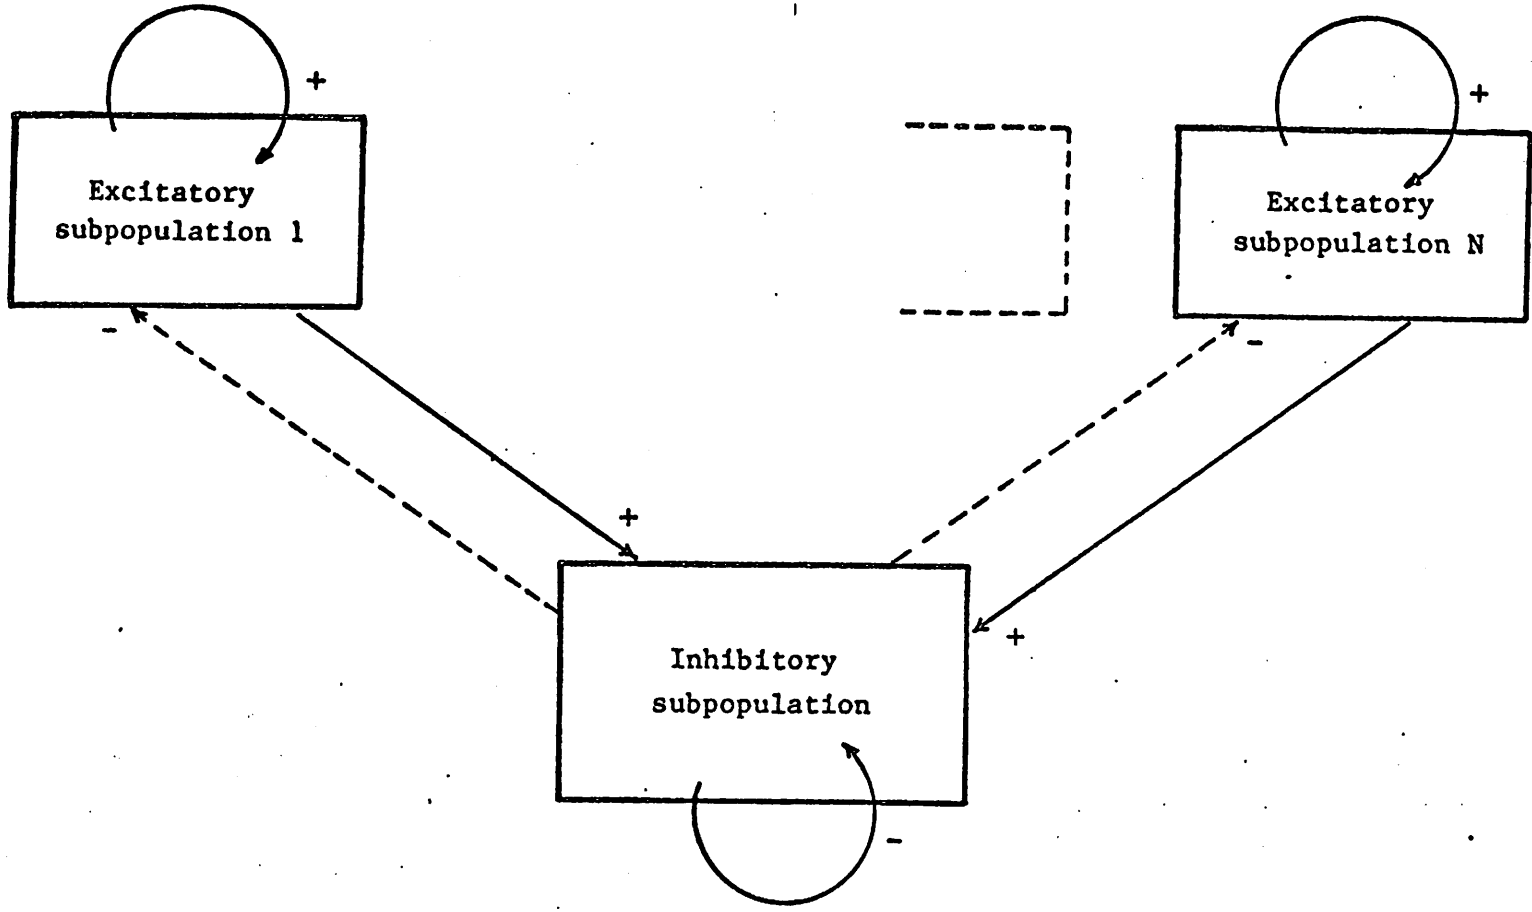 +
+
Excitatory
subpopulation 1
Excitatory
subpopulation N
-
-
+
+
Inhibitory
subpopulation
-